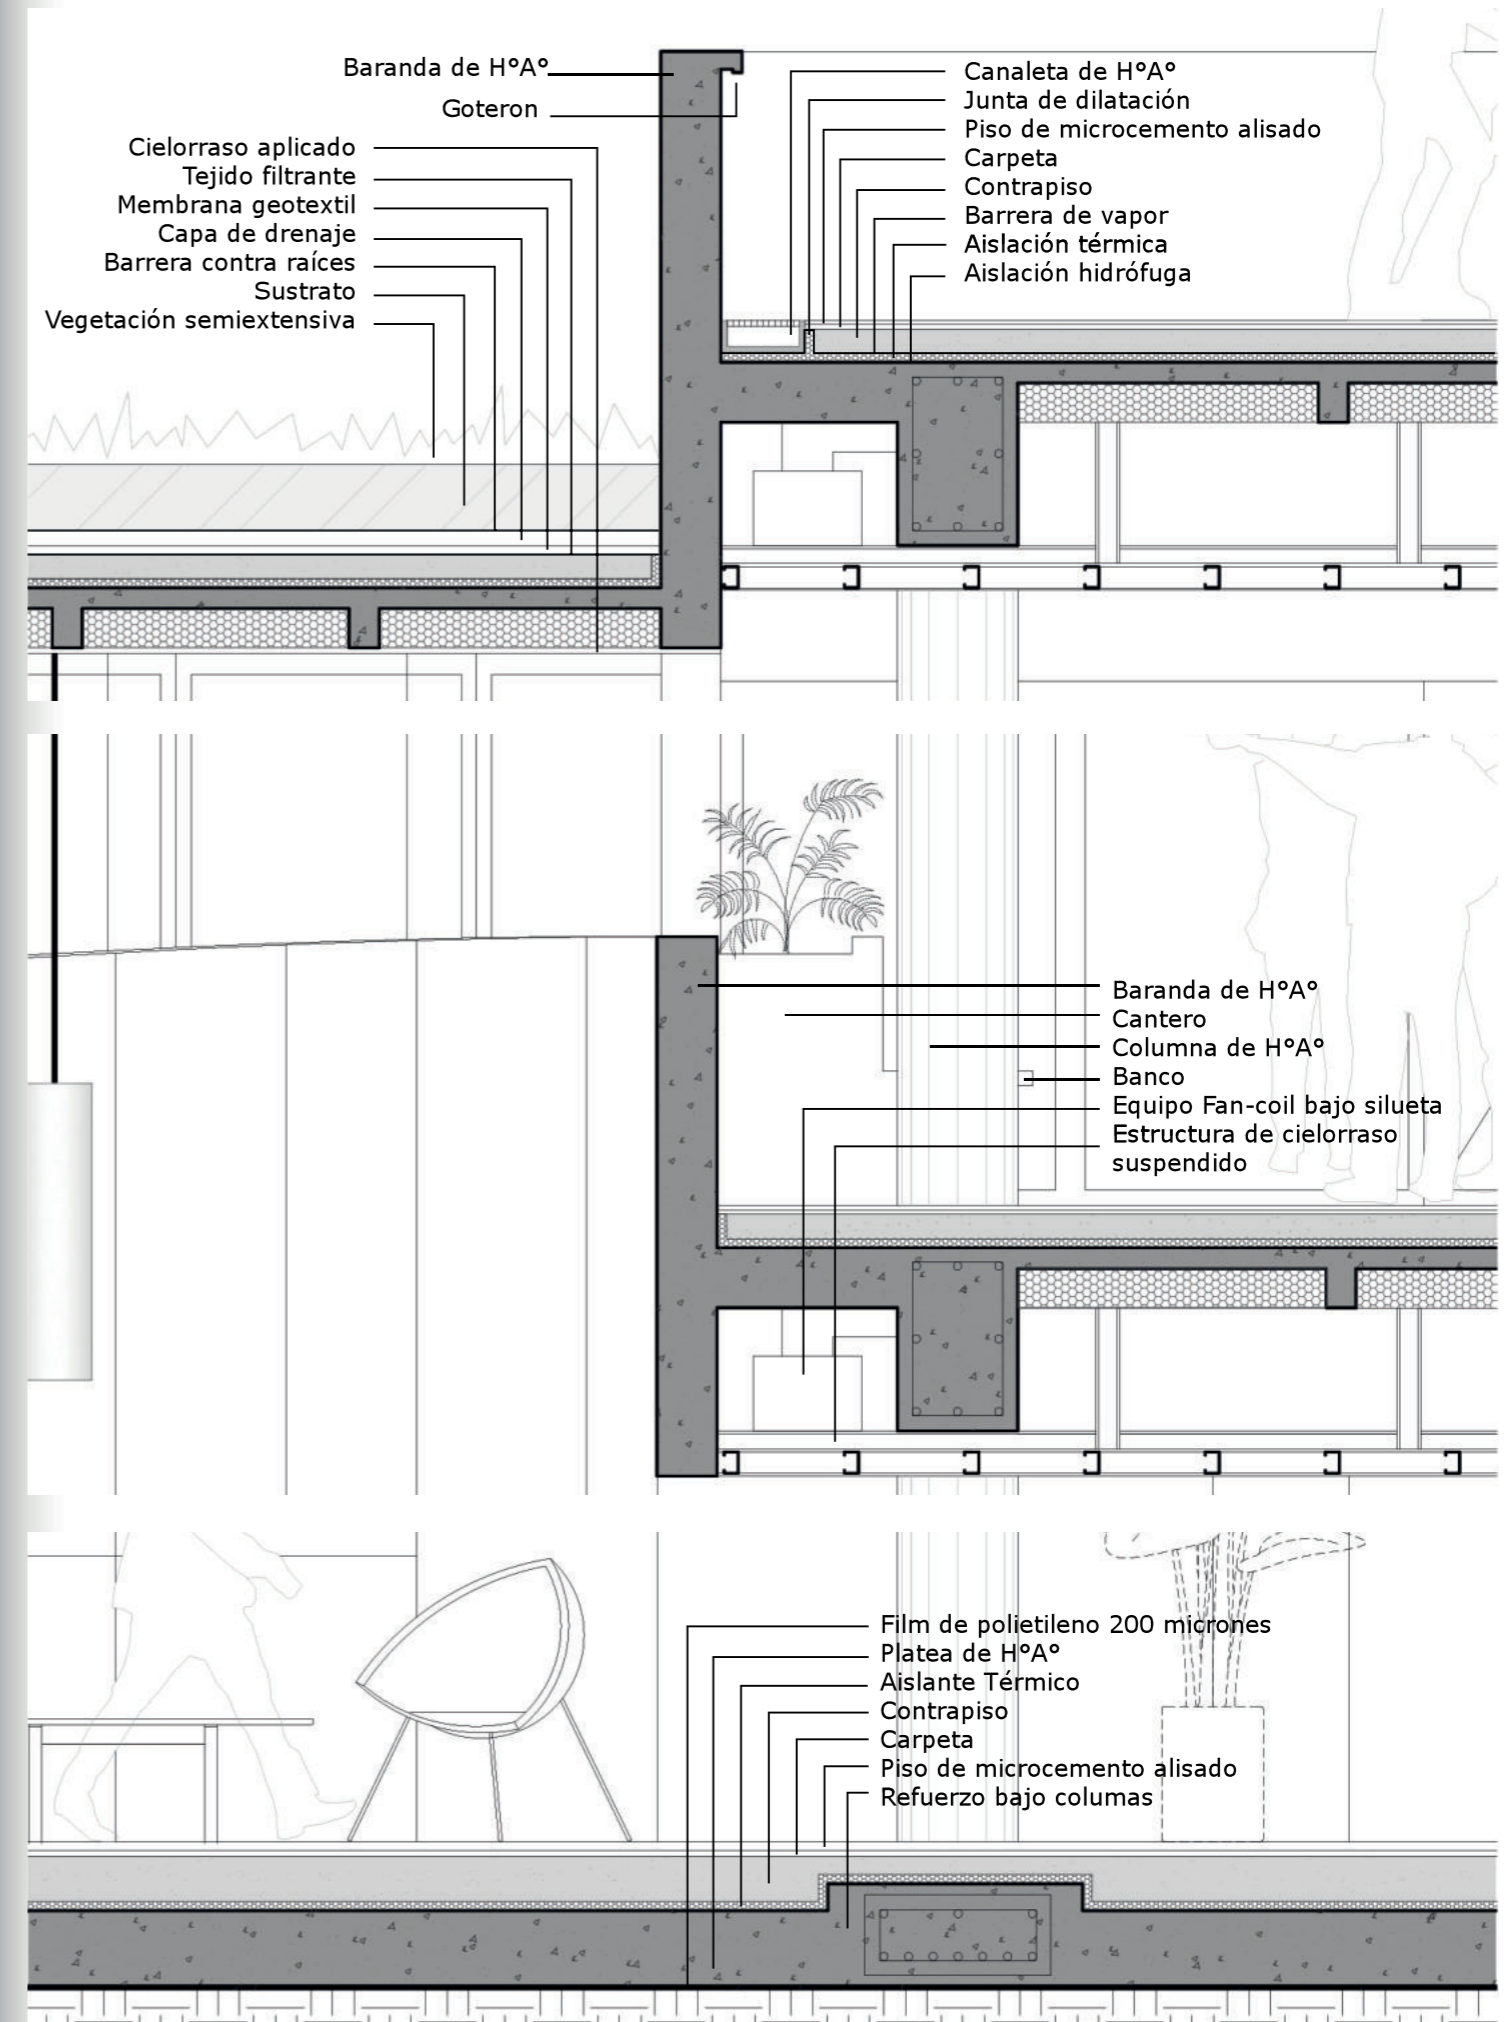 Baranda de H°A°
Goteron
Cielorraso aplicado
Tejido filtrante
Membrana geotextil
Capa de drenaje
Barrera contra raíces
Sustrato
Vegetación semiextensiva
Canaleta de H°A°
Junta de dilatación
Piso de microcemento alisado
Carpeta
Contrapiso
Barrera de vapor
Aislación térmica
Aislación hidrófuga
Baranda de H°A°
Cantero
Columna de H°A°
Banco
Equipo Fan-coil bajo silueta
Estructura de cielorraso
suspendido
Film de polietileno 200 micrones
Platea de H°A°
Aislante Térmico
Contrapiso
Carpeta
Piso de microcemento alisado
Refuerzo bajo columas